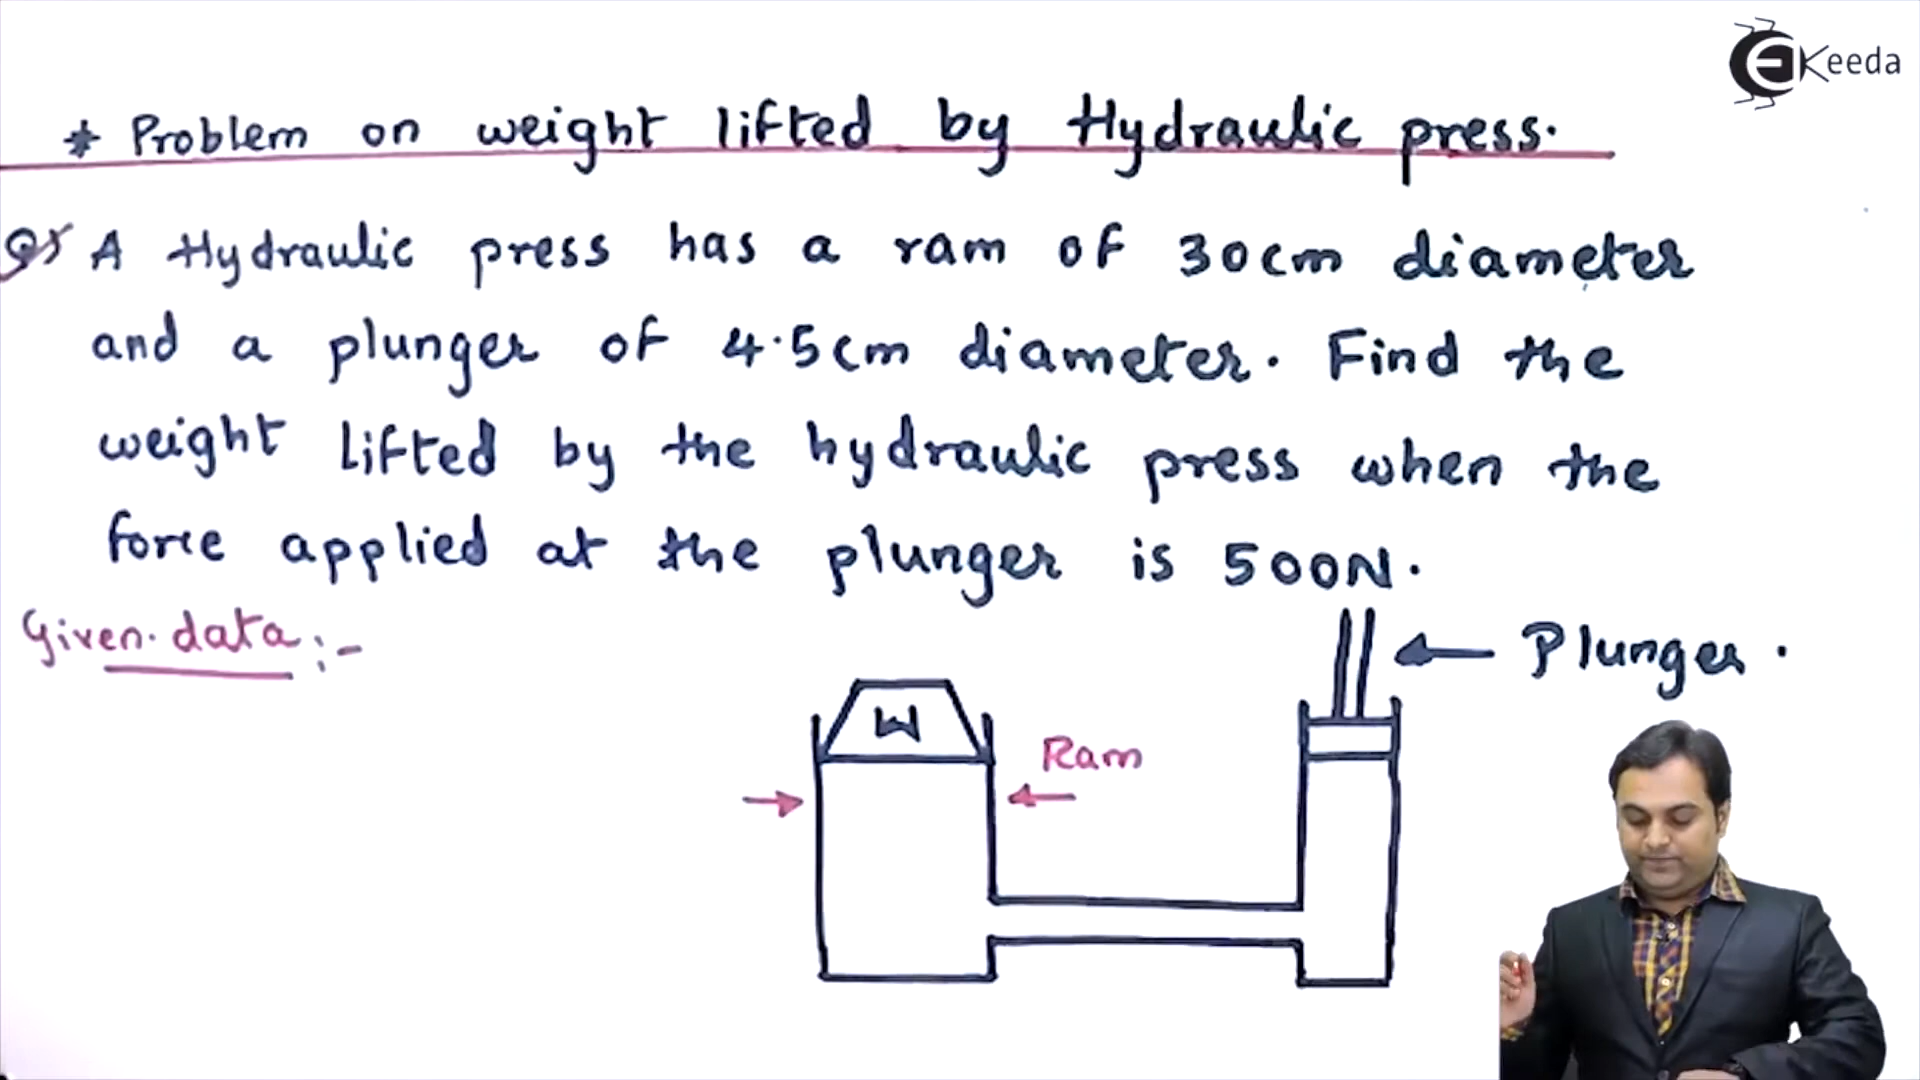 EKeeda
* Problem on weight lifted by Hydraulic press.
Q> A Hydraulic press has a ram of 30cm diameter
and a plunger of 4.5cm diameter. Find the
weight lifted by the hydraulic press when the
force applied at the plunger is 500N.
Given data :-
Plunger.
W
Ram